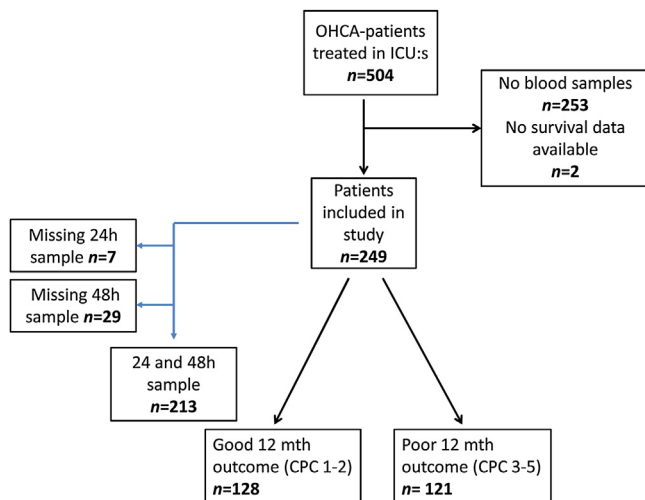 OHCA-patients
treated in ICU:s
n=504
No blood samples
n=253
No survival data
available
n=2
Patients
included in
study
n=249
Missing 24h
sample n=7
Missing 48h
sample n=29
24 and 48h
sample
n=213
Good 12 mth
outcome (CPC 1-2)
n=128
Poor 12 mth
outcome (CPC 3-5)
n= 121